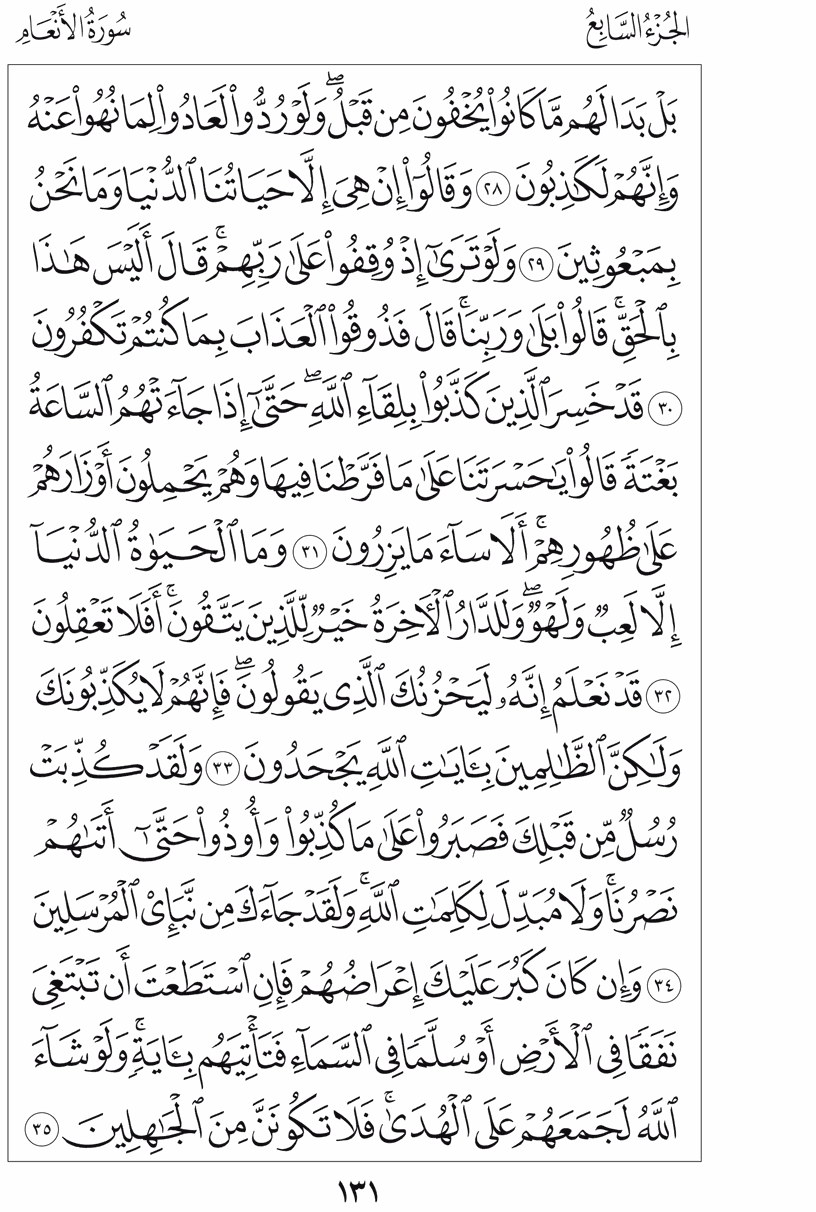 الجُزْءُ السَّابِعُ
سُورَةُ الأَنْعَامِ
بَلْ بَدَا لَهُم مَّا كَانُوا۟ يُخْفُونَ مِن قَبْلُ ۖ وَلَوْ رُدُّوا۟ لَعَادُوا۟ لِمَا نُهُوا۟ عَنْهُ
وَإِنَّهُمْ لَكَٰذِبُونَ ٢٨ وَقَالُوٓا۟ إِنْ هِىَ إِلَّا حَيَاتُنَا ٱلدُّنْيَا وَمَا نَحْنُ
بِمَبْعُوثِينَ ٢٩ وَلَوْ تَرَىٰٓ إِذْ وُقِفُوا۟ عَلَىٰ رَبِّهِمْ ۚ قَالَ أَلَيْسَ هَٰذَا
بِٱلْحَقِّ ۚ قَالُوا۟ بَلَىٰ وَرَبِّنَا ۚ قَالَ فَذُوقُوا۟ ٱلْعَذَابَ بِمَا كُنتُمْ تَكْفُرُونَ
٣٠ قَدْ خَسِرَ ٱلَّذِينَ كَذَّبُوا۟ بِلِقَآءِ ٱللَّهِ ۖ حَتَّىٰٓ إِذَا جَآءَتْهُمُ ٱلسَّاعَةُ
بَغْتَةً قَالُوا۟ يَٰحَسْرَتَنَا عَلَىٰ مَا فَرَّطْنَا فِيهَا وَهُمْ يَحْمِلُونَ أَوْزَارَهُمْ
عَلَىٰ ظُهُورِهِمْ ۚ أَلَا سَآءَ مَا يَزِرُونَ ٣١ وَمَا ٱلْحَيَوٰةُ ٱلدُّنْيَآ
إِلَّا لَعِبٌ وَلَهْوٌ ۖ وَلَلدَّارُ ٱلْـَٔاخِرَةُ خَيْرٌ لِّلَّذِينَ يَتَّقُونَ ۚ أَفَلَا تَعْقِلُونَ
٣٢ قَدْ نَعْلَمُ إِنَّهُۥ لَيَحْزُنُكَ ٱلَّذِى يَقُولُونَ ۖ فَإِنَّهُمْ لَا يُكَذِّبُونَكَ
وَلَٰكِنَّ ٱلظَّٰلِمِينَ بِـَٔايَٰتِ ٱللَّهِ يَجْحَدُونَ ٣٣ وَلَقَدْ كُذِّبَتْ
رُسُلٌ مِّن قَبْلِكَ فَصَبَرُوا۟ عَلَىٰ مَا كُذِّبُوا۟ وَأُوذُوا۟ حَتَّىٰٓ أَتَىٰهُمْ
نَصْرُنَا ۚ وَلَا مُبَدِّلَ لِكَلِمَٰتِ ٱللَّهِ ۚ وَلَقَدْ جَآءَكَ مِن نَّبَإِى۟ ٱلْمُرْسَلِينَ
٣٤ وَإِن كَانَ كَبُرَ عَلَيْكَ إِعْرَاضُهُمْ فَإِنِ ٱسْتَطَعْتَ أَن تَبْتَغِىَ
نَفَقًا فِى ٱلْأَرْضِ أَوْ سُلَّمًا فِى ٱلسَّمَآءِ فَتَأْتِيَهُم بِـَٔايَةٍ ۚ وَلَوْ شَآءَ
ٱللَّهُ لَجَمَعَهُمْ عَلَى ٱلْهُدَىٰ ۚ فَلَا تَكُونَنَّ مِنَ ٱلْجَٰهِلِينَ ٣٥
١٣١